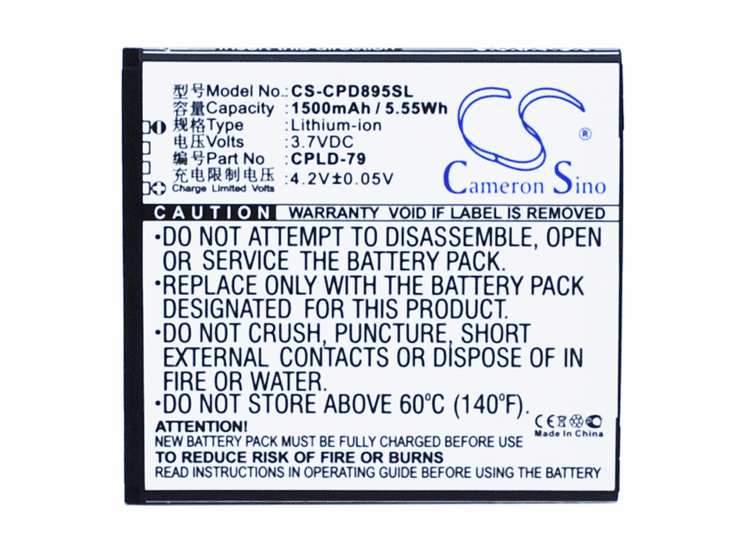 型号Model No.:CS-CPD895SL
容量Capacity :1500mAh / 5.55Wh
规格Type :Lithium-ion
电压Volts :3.7VDC
编号Part No :CPLD-79
充电限制电压 :4.2V±0.05V
Charge Limited Volts
CS ®
Cameron Sino
CAUTION WARRANTY VOID IF LABEL IS REMOVED
•DO NOT ATTEMPT TO DISASSEMBLE, OPEN
OR SERVICE THE BATTERY PACK.
•REPLACE ONLY WITH THE BATTERY PACK
DESIGNATED FOR THIS PRODUCT.
•DO NOT CRUSH, PUNCTURE, SHORT
EXTERNAL CONTACTS OR DISPOSE OF IN
FIRE OR WATER.
•DO NOT STORE ABOVE 60℃ (140℉).
ATTENTION:
NEW BATTERY PACK MUST BE FULLY CHARGED BEFORE USE
TO REDUCE RISK OF FIRE OR BURNS
READ INSTRUCTIONS IN OPERATING GUIDE BEFORE USING BATTERY
CE
Made In China